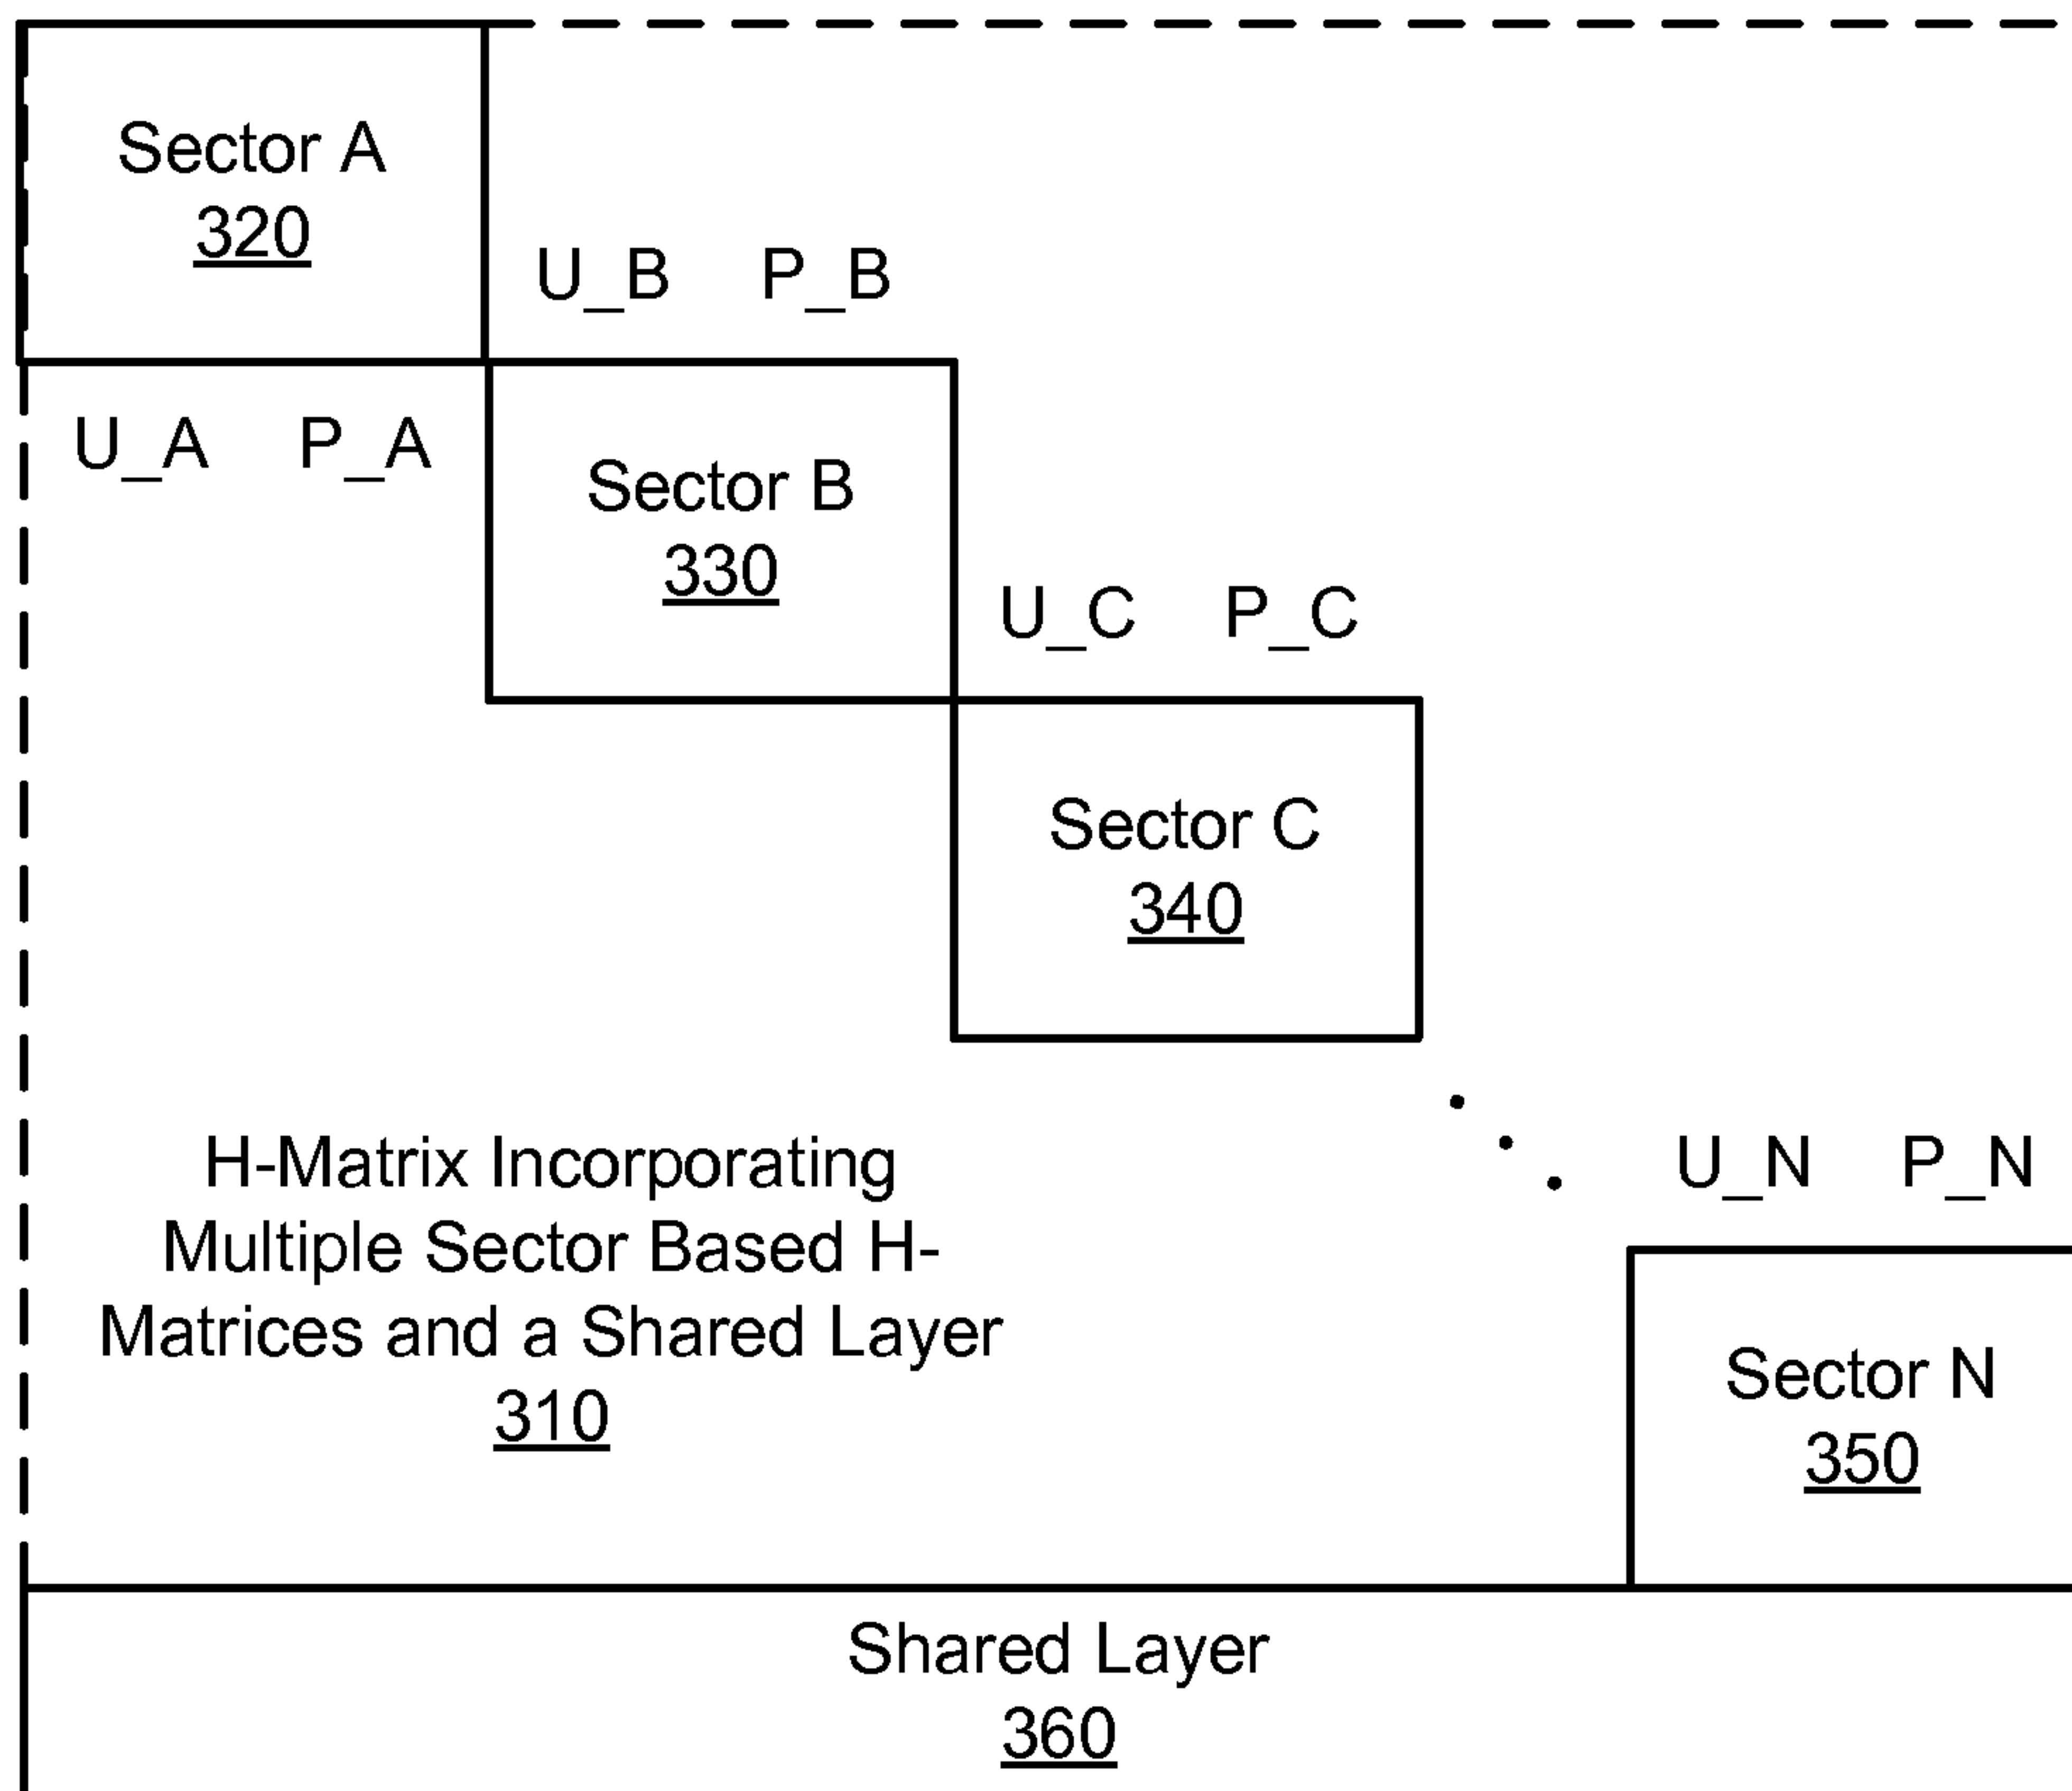 Sector A
320
U_B P_B
U_A P_A
Sector B
330
U_C P_C
Sector C
340
H-Matrix Incorporating
Multiple Sector Based H-
Matrices and a Shared Layer
310
U_N P_N
Sector N
350
Shared Layer
360